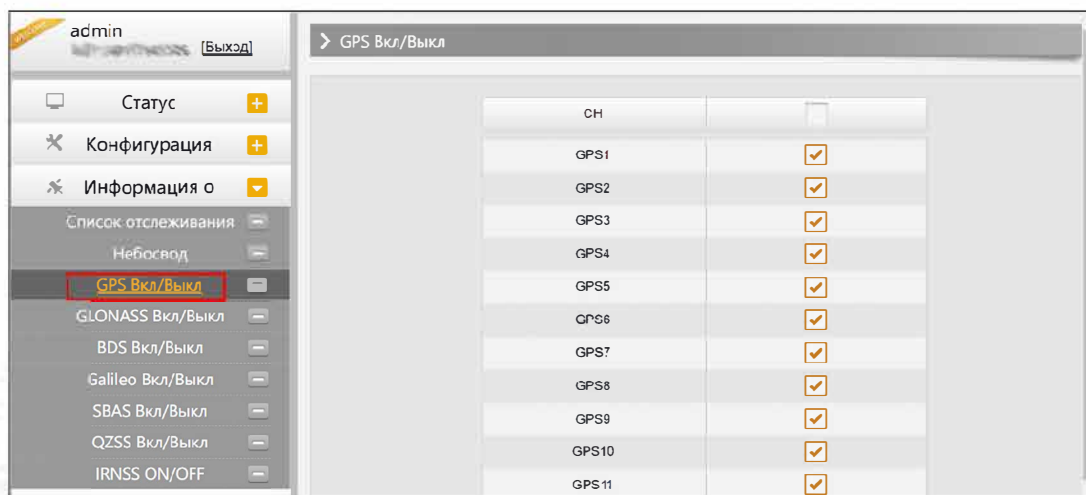 admin
[Выход]
Статус
Конфигурация
Информация о
Список отслеживания
Небосвод
GPS Вкл/Выкл
GLONASS Вкл/Выкл
BDS Вкл/Выкл
Galileo Вкл/Выкл
SBAS Вкл/Выкл
QZSS Вкл/Выкл
IRNSS ON/OFF
GPS Вкл/Выкл
CH
GPS1
GPS2
GPS3
GPS4
GPS5
GPS6
GPS7
GPS8
GPS9
GPS10
GPS11